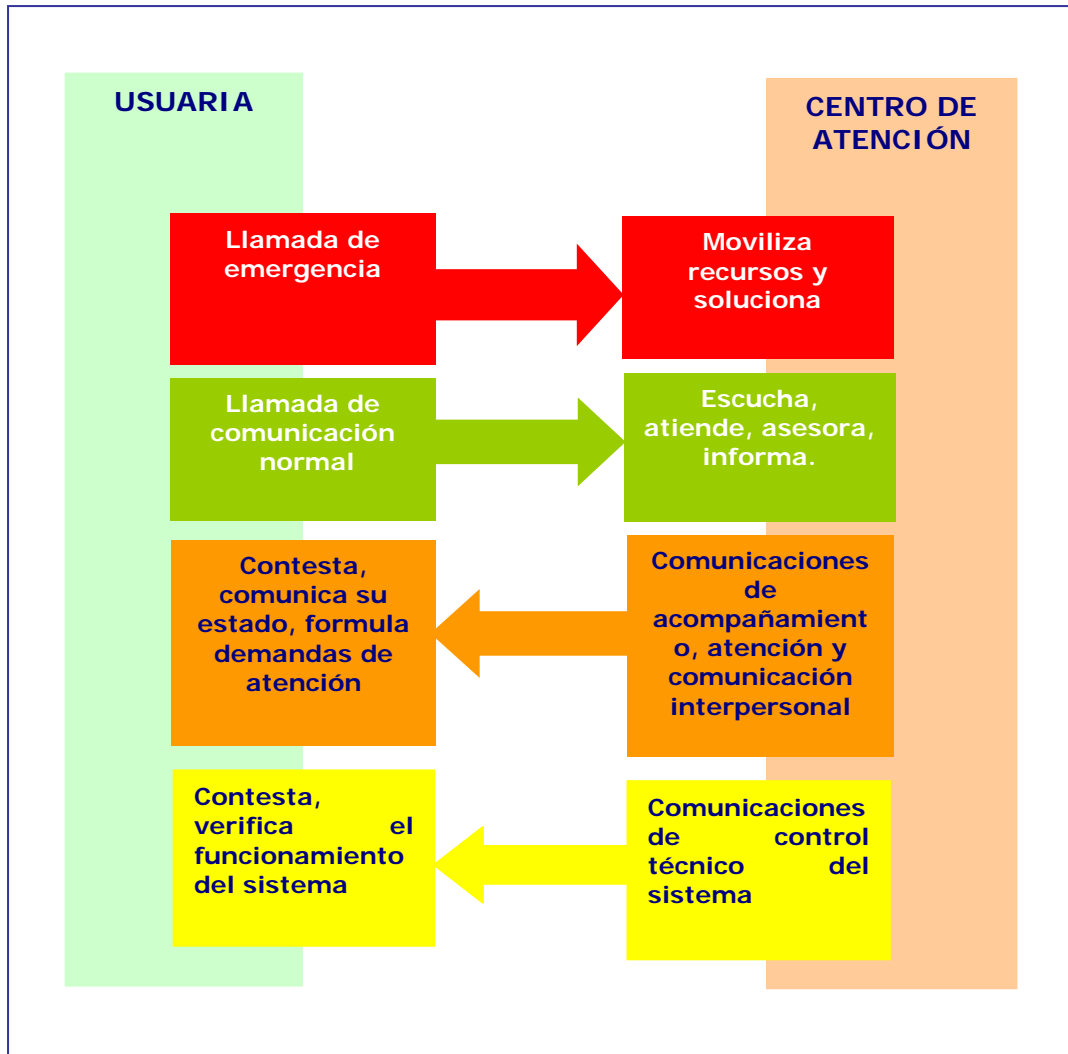 USUARIA
CENTRO DE
ATENCIÓN
Llamada de
emergencia
Moviliza
recursos y
soluciona
Llamada de
comunicación
normal
Escucha,
atiende, asesora,
informa.
Contesta,
comunica su
estado, formula
demandas de
atención
Comunicaciones
de
acompañamient
o, atención y
comunicación
interpersonal
Contesta,
verifica el
funcionamiento
del sistema
Comunicaciones
de control
técnico del
sistema